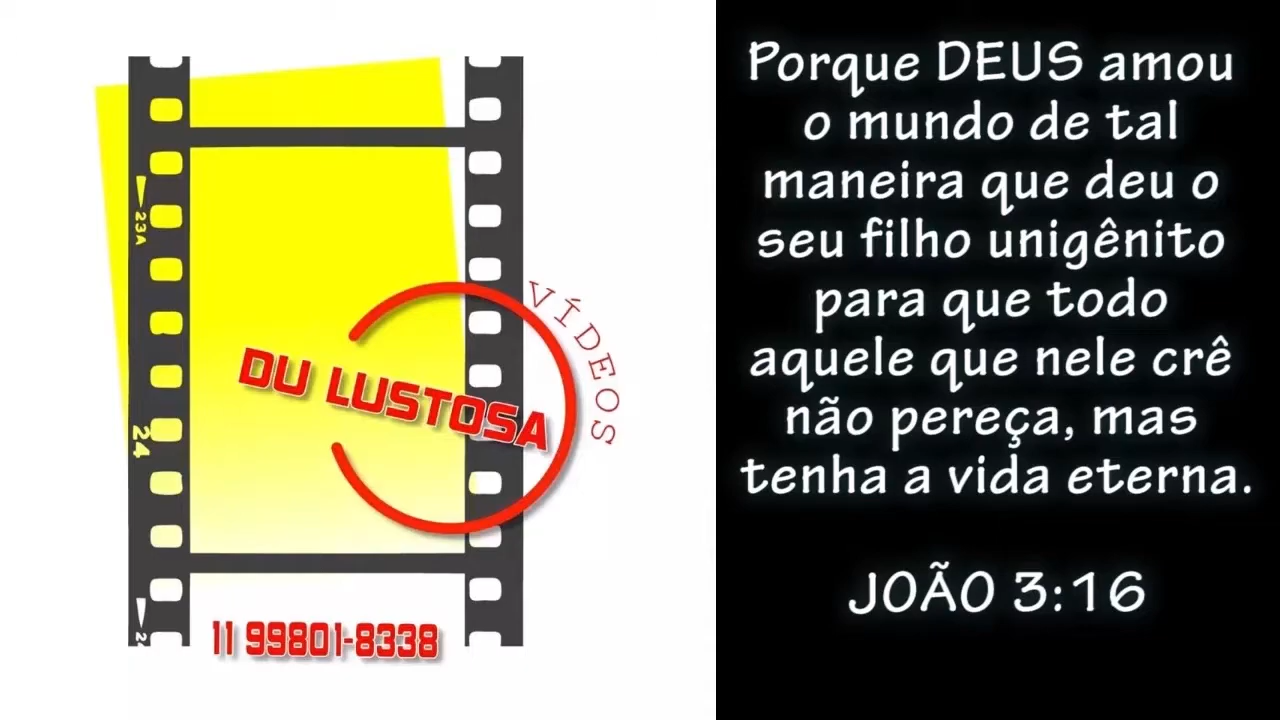 23A
24
DU LUSTOSA
VÍDEOS
11 99801-8338
Porque DEUS amou
o mundo de tal
maneira que deu o
seu filho unigênito
para que todo
aquele que nele crê
não pereça, mas
tenha a vida eterna.
JOÃO 3:16